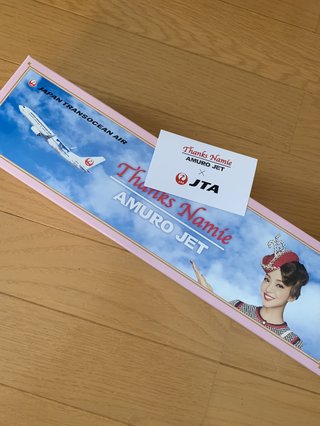 JAPAN TRANSOCEAN AIR
Thanks Namie
AMURO JET
×
JTA
Thanks Namie
AMURO JET